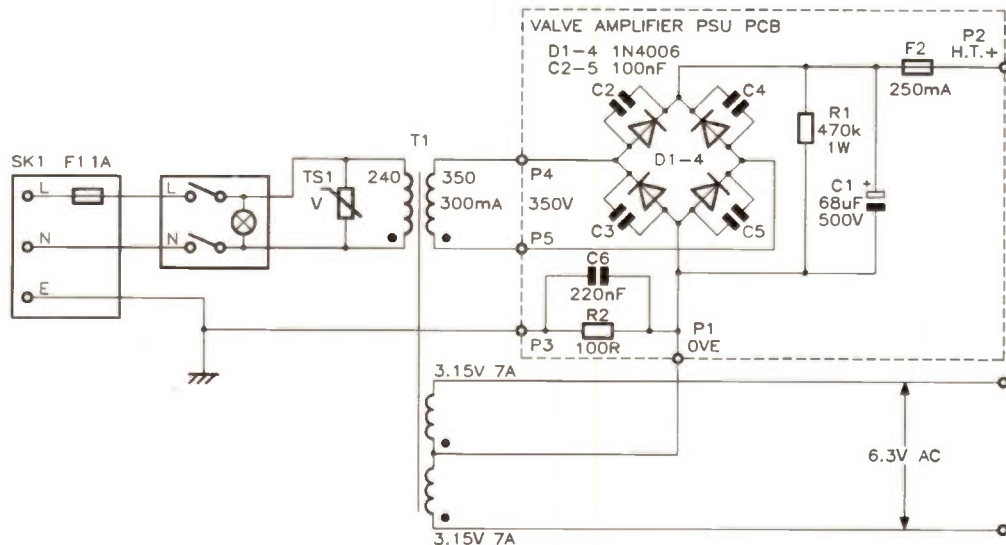 VALVE AMPLIFIER PSU PCB
D1-4 1N4006
C2-5 100nF
P2
H.T.+
F2
250mA
C2
C4
R1
470k
1W
T1
SK1
F1 1A
L
L
TS1
V
240
350
300mA
P4
350V
D1-4
C1
+
68uF
500V
N
N
C3
C5
P5
C6
220nF
E
R2
100R
P3
P1
0VE
3.15V 7A
6.3V AC
3.15V 7A